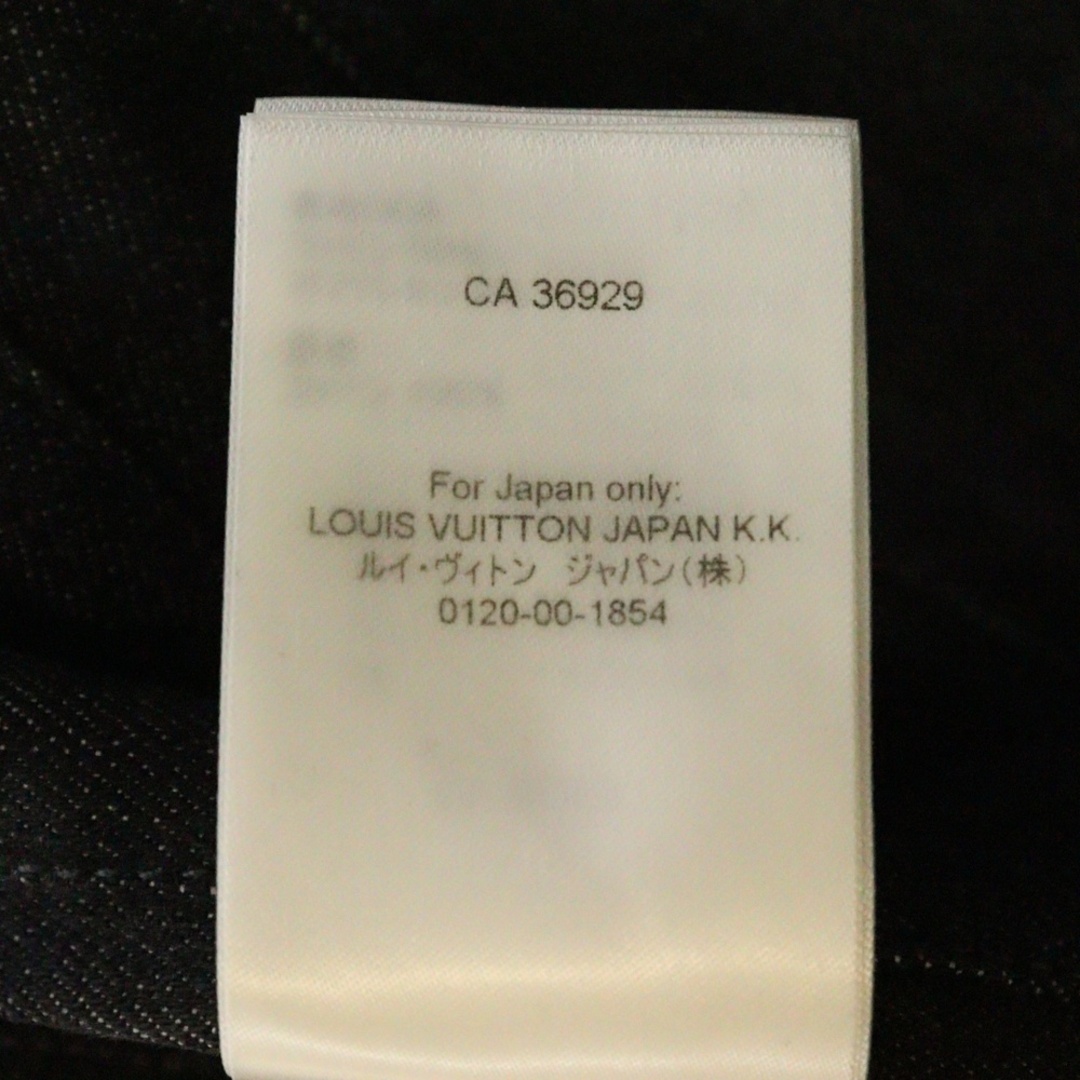 CA 36929
For Japan only:
LOUIS VUITTON JAPAN K.K.
ルイ・ヴィトン　ジャパン（株）
0120-00-1854